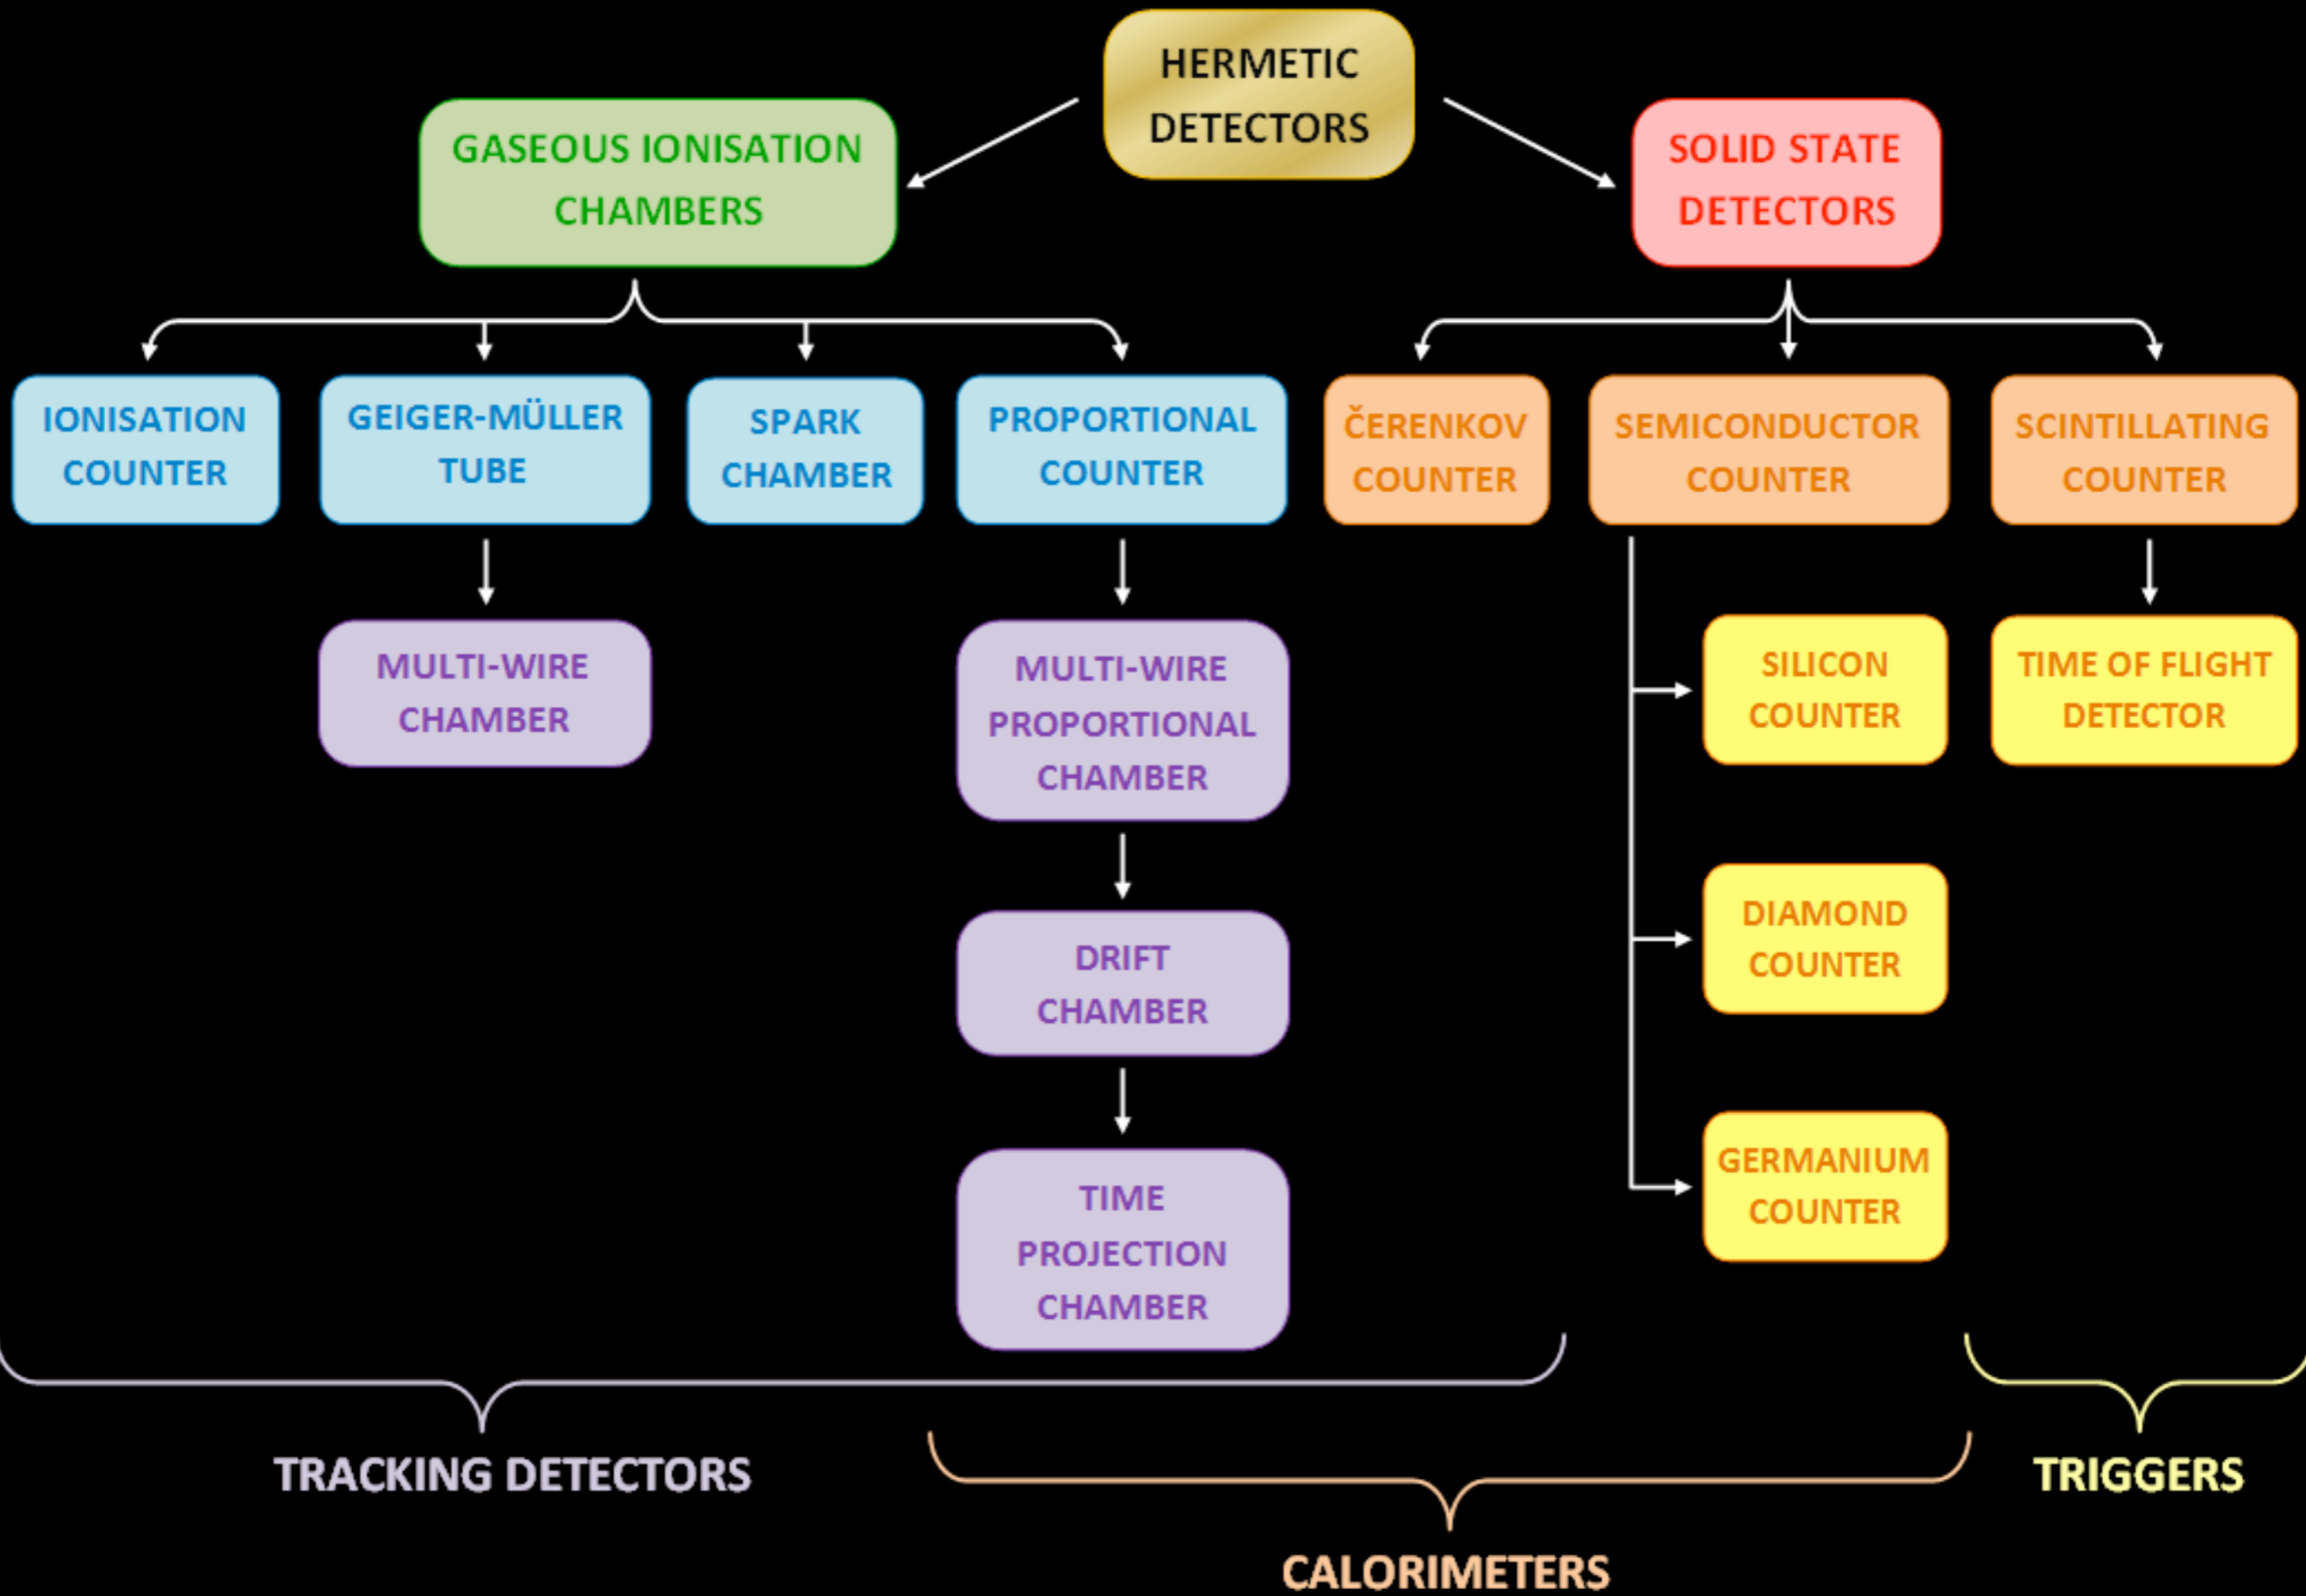 HERMETIC
DETECTORS
GASEOUS IONISATION
CHAMBERS
SOLID STATE
DETECTORS
IONISATION
COUNTER
GEIGER-MÜLLER
TUBE
SPARK
CHAMBER
PROPORTIONAL
COUNTER
ČERENKOV
COUNTER
SEMICONDUCTOR
COUNTER
SCINTILLATING
COUNTER
MULTI-WIRE
CHAMBER
MULTI-WIRE
PROPORTIONAL
CHAMBER
SILICON
COUNTER
TIME OF FLIGHT
DETECTOR
DRIFT
CHAMBER
DIAMOND
COUNTER
TIME
PROJECTION
CHAMBER
GERMANIUM
COUNTER
TRACKING DETECTORS
CALORIMETERS
TRIGGERS